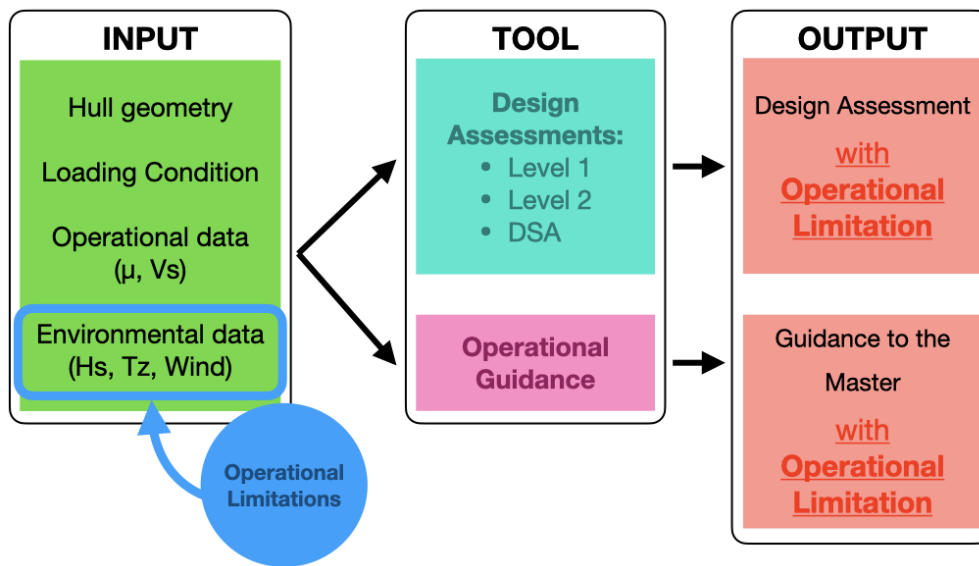 INPUT
Hull geometry
Loading Condition
Operational data
(μ, Vs)
Environmental data
(Hs, Tz, Wind)
Operational
Limitations
TOOL
Design
Assessments:
• Level 1
• Level 2
• DSA
Operational
Guidance
OUTPUT
Design Assessment
with
Operational
Limitation
Guidance to the
Master
with
Operational
Limitation